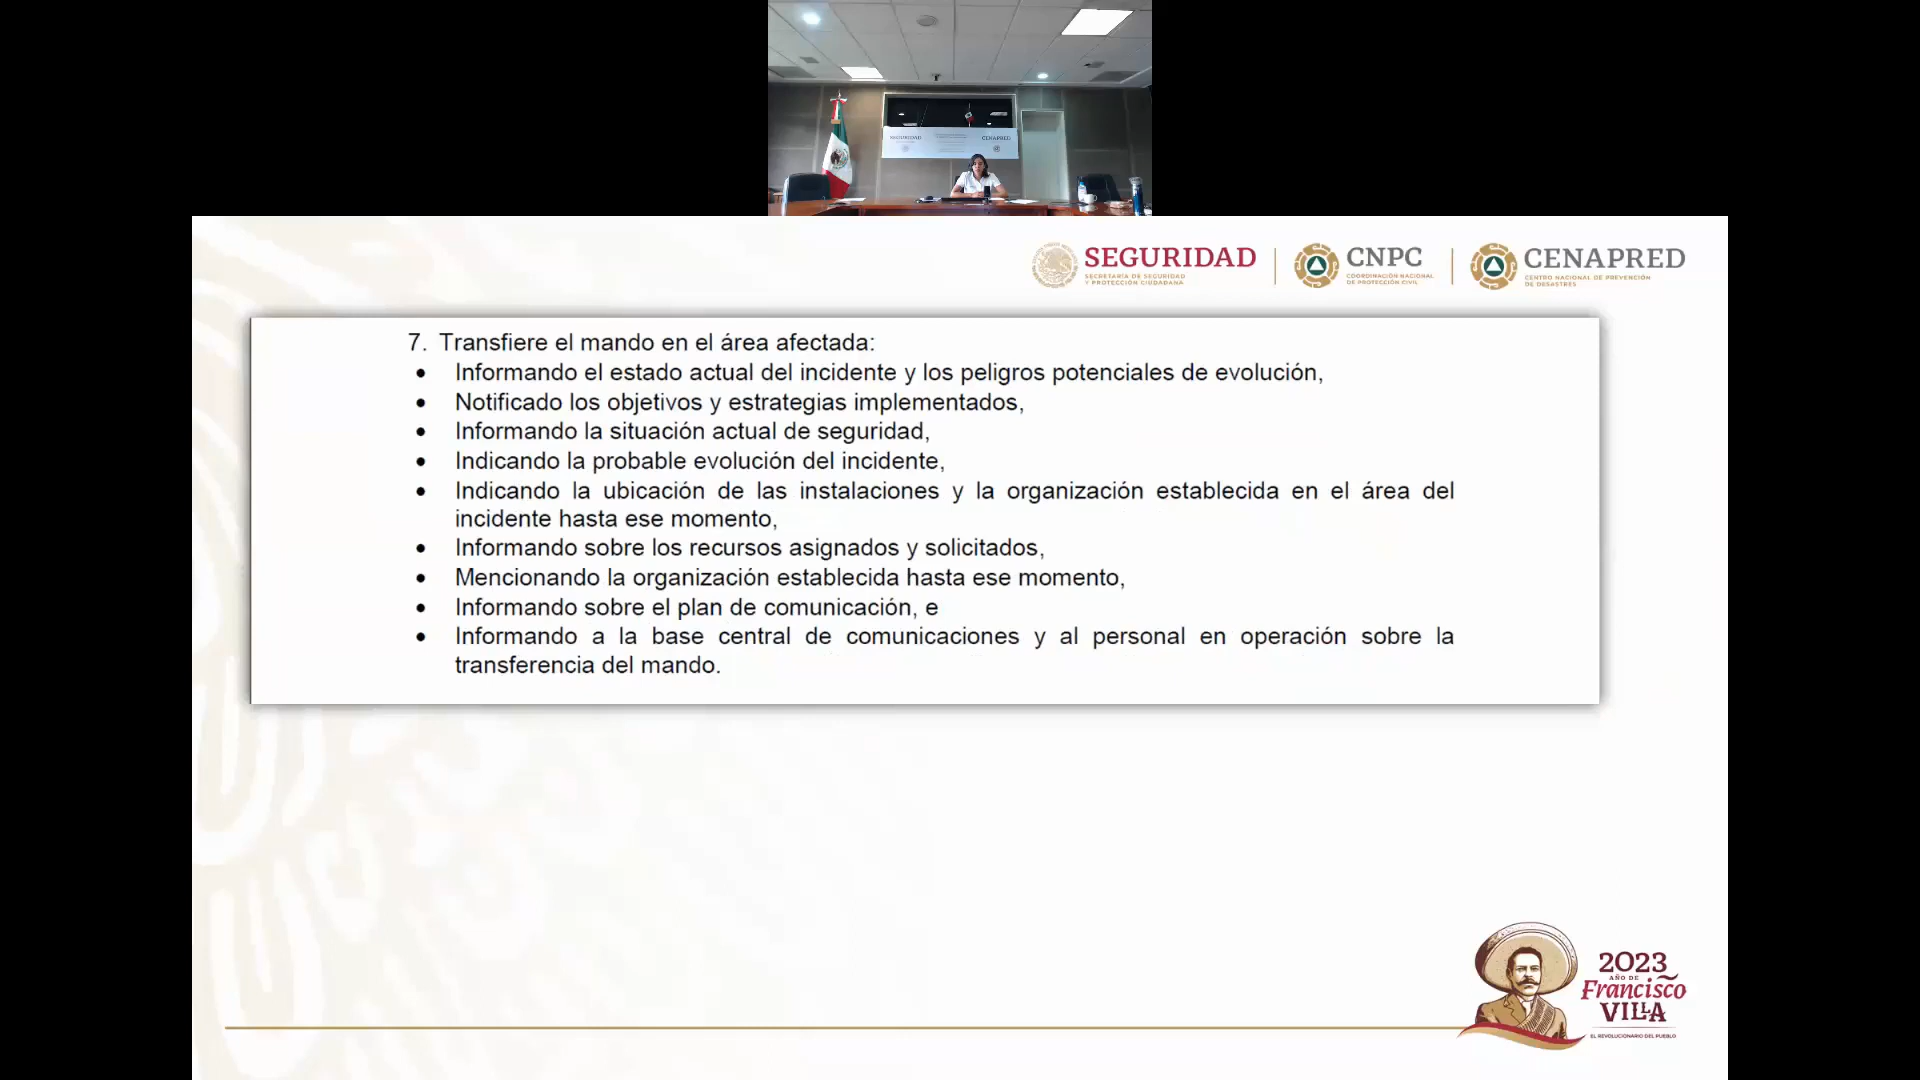 SEGURIDAD
CENAPRED
SEGURIDAD
SECRETARÍA DE SEGURIDAD
Y PROTECCIÓN CIUDADANA
CNPC
COORDINACIÓN NACIONAL
DE PROTECCIÓN CIVIL
CENAPRED
CENTRO NACIONAL DE PREVENCIÓN
DE DESASTRES
7. Transfiere el mando en el área afectada:
• Informando el estado actual del incidente y los peligros potenciales de evolución,
• Notificado los objetivos y estrategias implementados,
• Informando la situación actual de seguridad,
• Indicando la probable evolución del incidente,
• Indicando la ubicación de las instalaciones y la organización establecida en el área del
incidente hasta ese momento,
• Informando sobre los recursos asignados y solicitados,
• Mencionando la organización establecida hasta ese momento,
• Informando sobre el plan de comunicación, e
• Informando a la base central de comunicaciones y al personal en operación sobre la
transferencia del mando.
2023
AÑO DE
Francisco
VILLA
EL REVOLUCIONARIO DEL PUEBLO